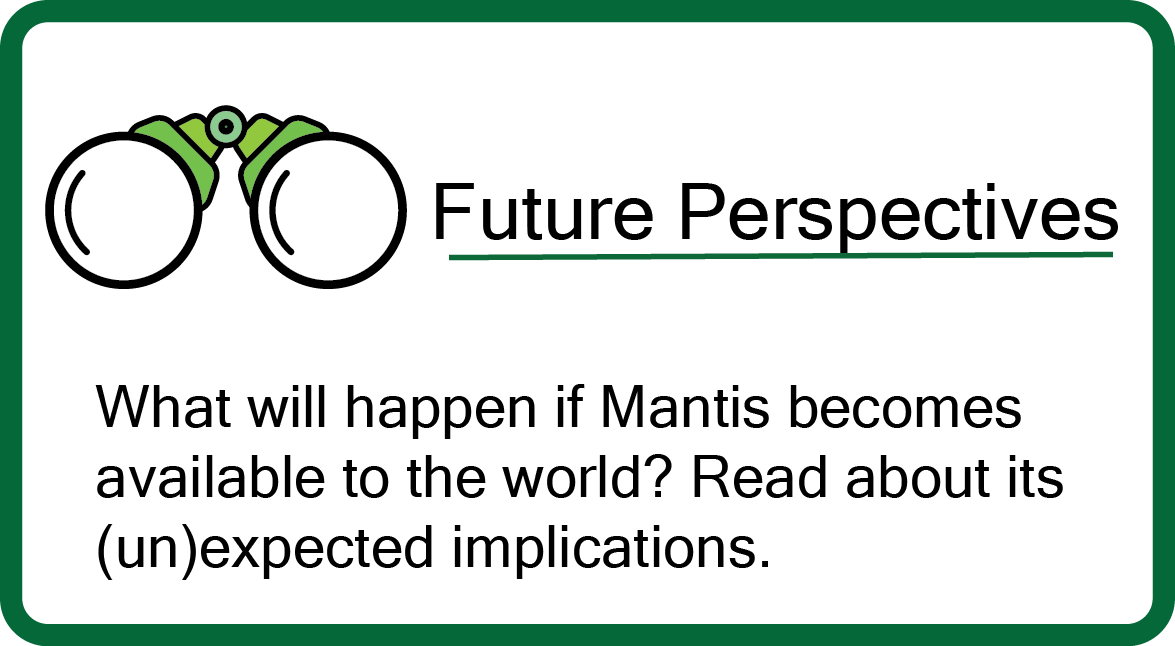 Future Perspectives
What will happen if Mantis becomes
available to the world? Read about its
(un)expected implications.